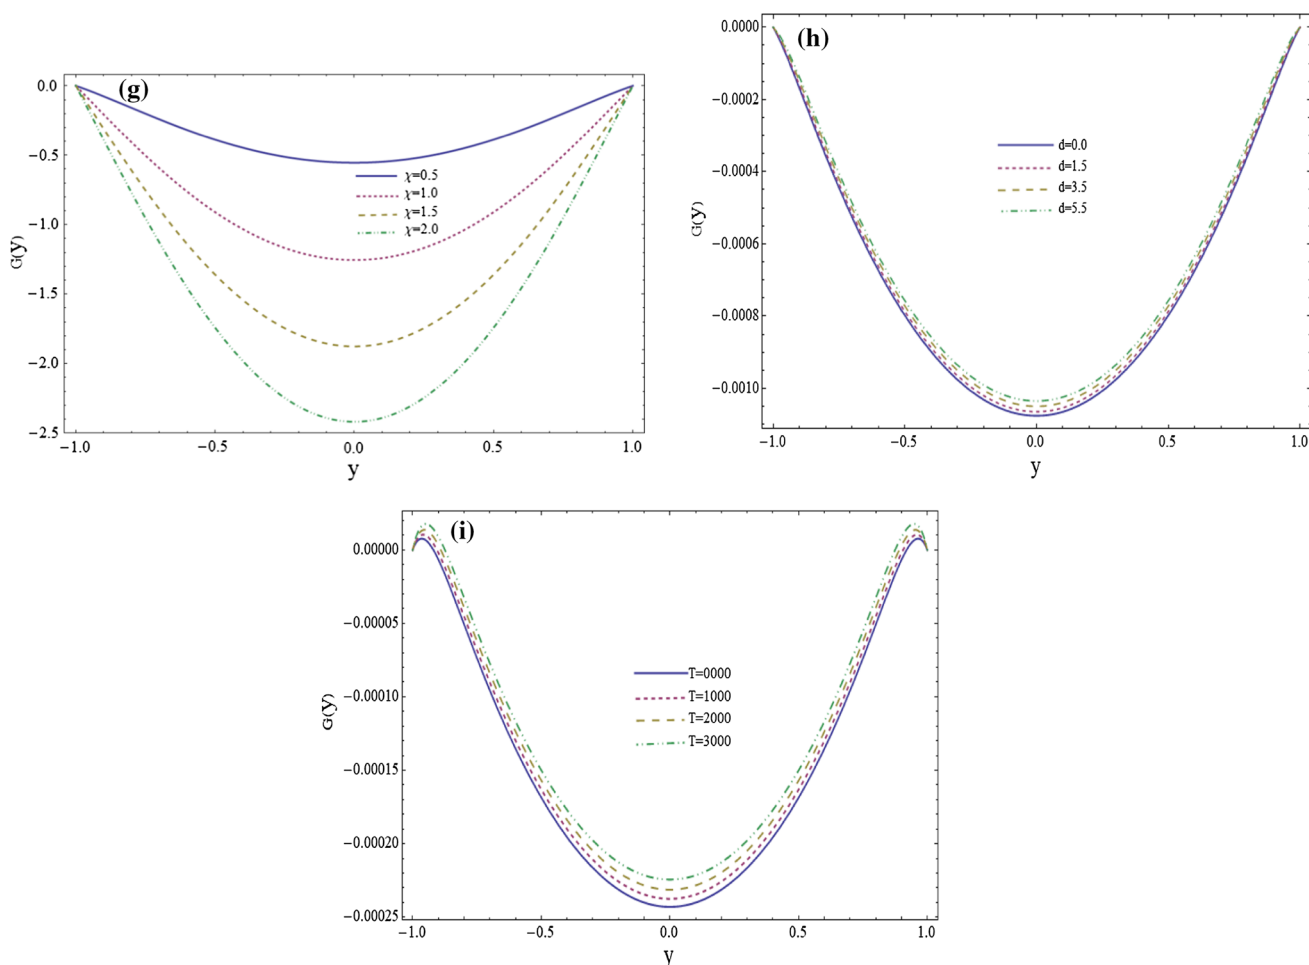 (g)
0.0
−0.5
−1.0
−1.5
−2.0
−2.5
G(y)
χ=0.5
χ=1.0
χ=1.5
χ=2.0
−1.0 −0.5 0.0 0.5 1.0
y
(h)
0.0000
−0.0002
−0.0004
−0.0006
−0.0008
−0.0010
G(y)
d=0.0
d=1.5
d=3.5
d=5.5
−1.0 −0.5 0.0 0.5 1.0
y
(i)
0.00000
−0.00005
−0.00010
−0.00015
−0.00020
−0.00025
G(y)
T=0000
T=1000
T=2000
T=3000
−1.0 −0.5 0.0 0.5 1.0
y